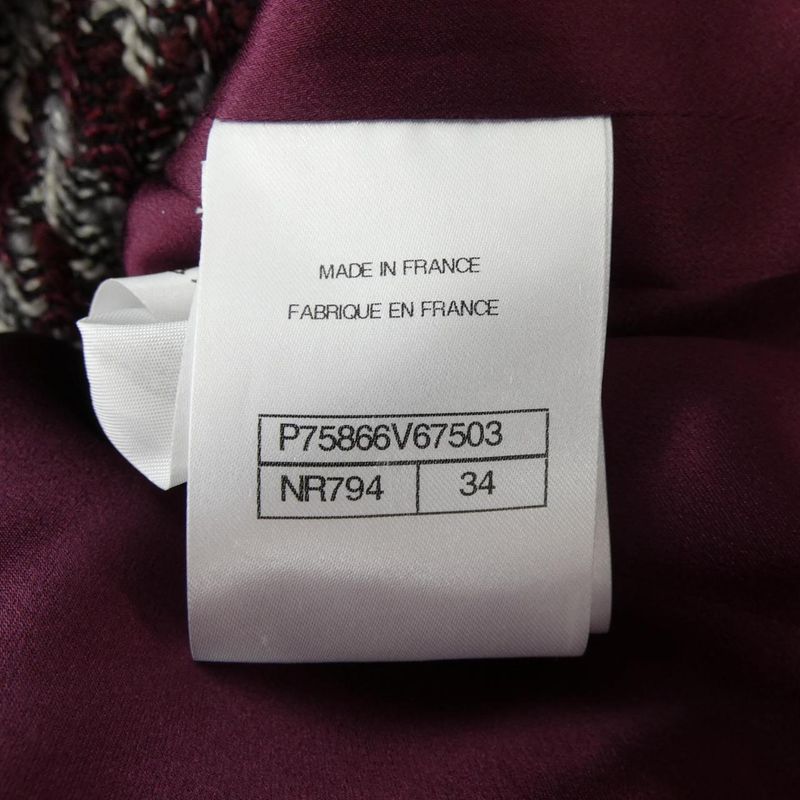 MADE IN FRANCE
FABRIQUE EN FRANCE
P75866V67503
NR794 34